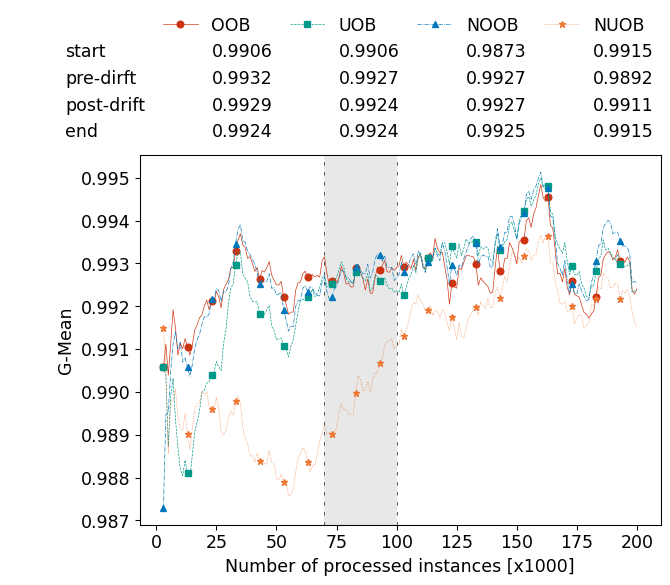 OOB UOB NOOB NUOB
start 0.9906 0.9906 0.9873 0.9915
pre-dirft 0.9932 0.9927 0.9927 0.9892
post-drift 0.9929 0.9924 0.9927 0.9911
end 0.9924 0.9924 0.9925 0.9915
0.995
0.994
0.993
0.992
0.991
0.990
0.989
0.988
0.987
G-Mean
0 25 50 75 100 125 150 175 200
Number of processed instances [x1000]